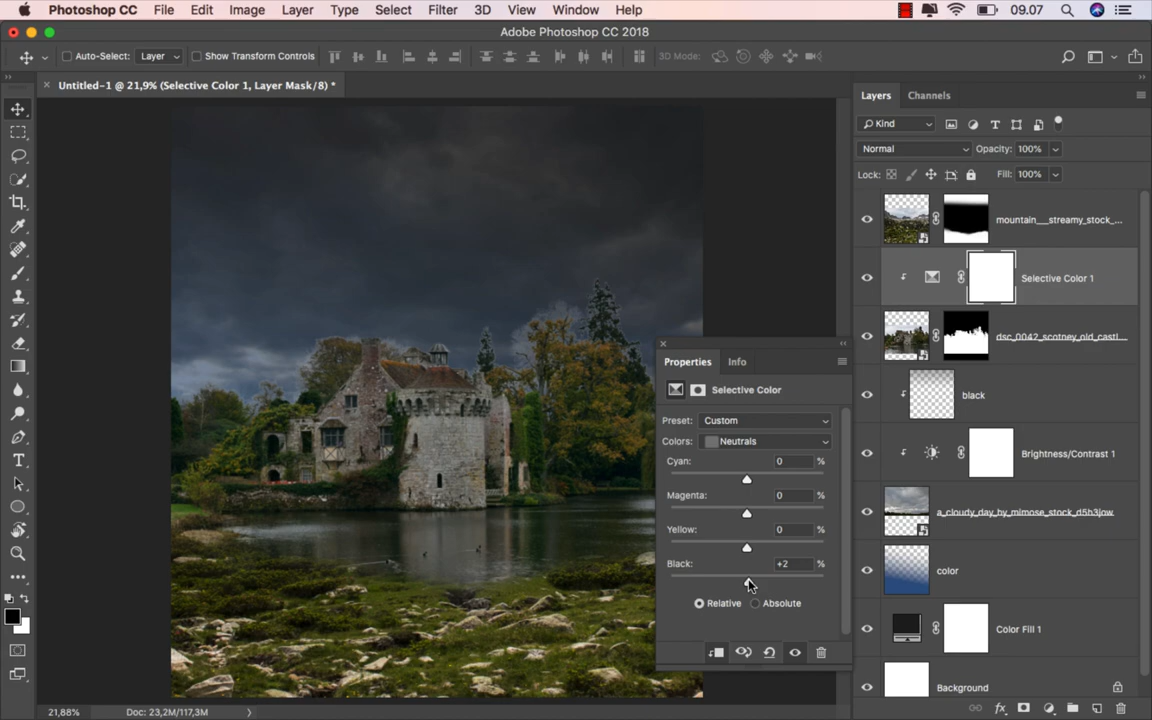 Photoshop CC File Edit Image Layer Type Select Filter 3D View Window Help 09.07
Adobe Photoshop CC 2018
Auto-Select: Layer Show Transform Controls 3D Mode:
Untitled-1 @ 21,9% (Selective Color 1, Layer Mask/8) *
Layers Channels
Kind
Normal Opacity: 100%
Lock: Fill: 100%
mountain__streamy_stock_...
Selective Color 1
dsc_0042_scotney_old_castl...
black
Brightness/Contrast 1
a_cloudy_day_by_mimose_stock_d5h3jow
color
Color Fill 1
Background
Properties Info
Selective Color
Preset: Custom
Colors: Neutrals
Cyan: 0 %
Magenta: 0 %
Yellow: 0 %
Black: +2 %
Relative Absolute
21,88% Doc: 23,2M/117,3M